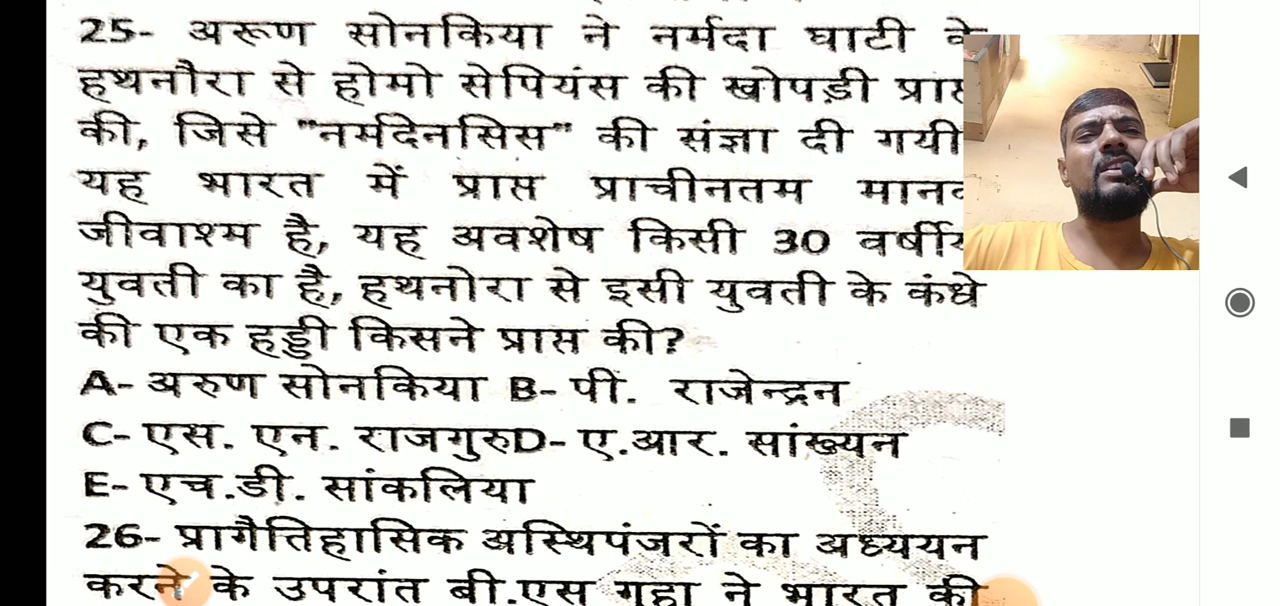 25- अरूण सोनकिया ने नर्मदा घाटी के
हथनौरा से होमो सेपियंस की खोपड़ी प्राप्त
की, जिसे "नर्मदेनसिस" की संज्ञा दी गयी
यह भारत में प्राप्त प्राचीनतम मानव
जीवाश्म है, यह अवशेष किसी 30 वर्षीय
युवती का है, हथनोरा से इसी युवती के कंधे
की एक हड्डी किसने प्राप्त की?
A- अरुण सोनकिया B- पी. राजेन्द्रन
C- एस. एन. राजगुरु D- ए.आर. सांख्यन
E- एच.डी. सांकलिया
26- प्रागैतिहासिक अस्थिपंजरों का अध्ययन
करने के उपरांत बी.एस गुहा ने भारत की